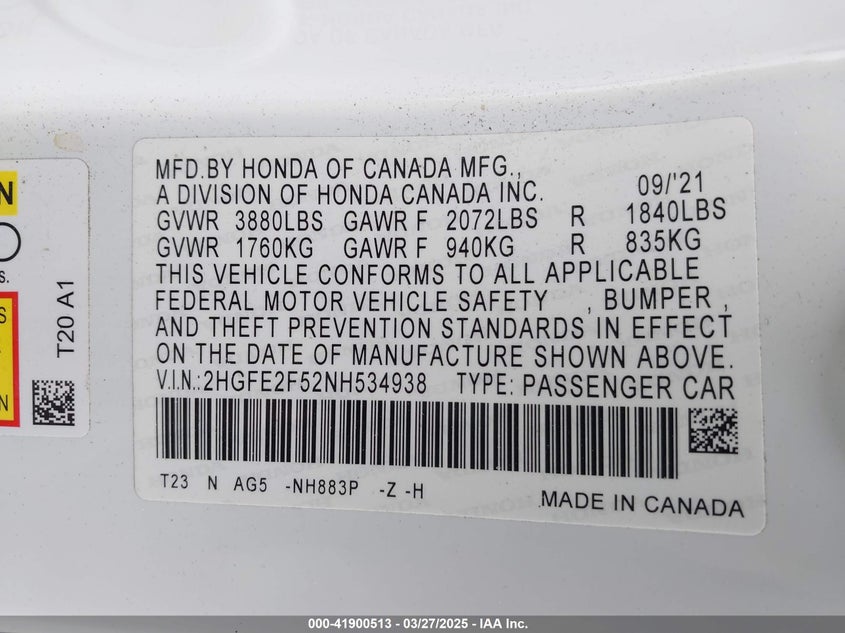 MFD.BY HONDA OF CANADA MFG.,
A DIVISION OF HONDA CANADA INC. 09/'21
GVWR 3880LBS GAWR F 2072LBS R 1840LBS
GVWR 1760KG GAWR F 940KG R 835KG
THIS VEHICLE CONFORMS TO ALL APPLICABLE
FEDERAL MOTOR VEHICLE SAFETY , BUMPER ,
AND THEFT PREVENTION STANDARDS IN EFFECT
ON THE DATE OF MANUFACTURE SHOWN ABOVE.
V.I.N.:2HGFE2F52NH534938 TYPE: PASSENGER CAR
T23 N AG5 -NH883P -Z -H
MADE IN CANADA
T20 A1
000-41900513 - 03/27/2025 - IAA Inc.